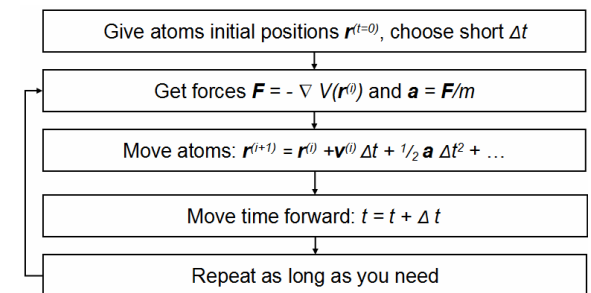 Give atoms initial positions r^(t=0), choose short Δt
Get forces F = - ∇ V(r^(i)) and a = F/m
Move atoms: r^(i+1) = r^(i) +v^(i) Δt + ¹/₂ a Δt² + …
Move time forward: t = t + Δ t
Repeat as long as you need